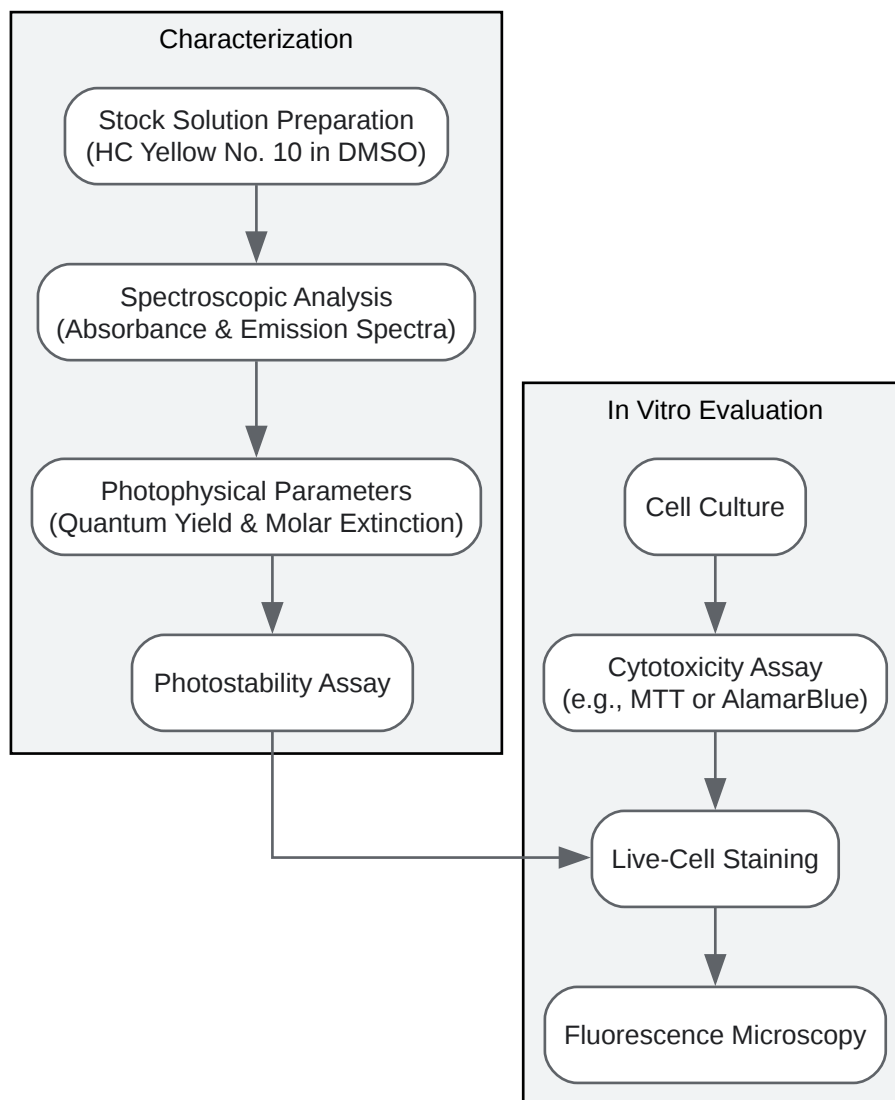 Characterization
Stock Solution Preparation
(HC Yellow No. 10 in DMSO)
Spectroscopic Analysis
(Absorbance & Emission Spectra)
Photophysical Parameters
(Quantum Yield & Molar Extinction)
Photostability Assay
In Vitro Evaluation
Cell Culture
Cytotoxicity Assay
(e.g., MTT or AlamarBlue)
Live-Cell Staining
Fluorescence Microscopy